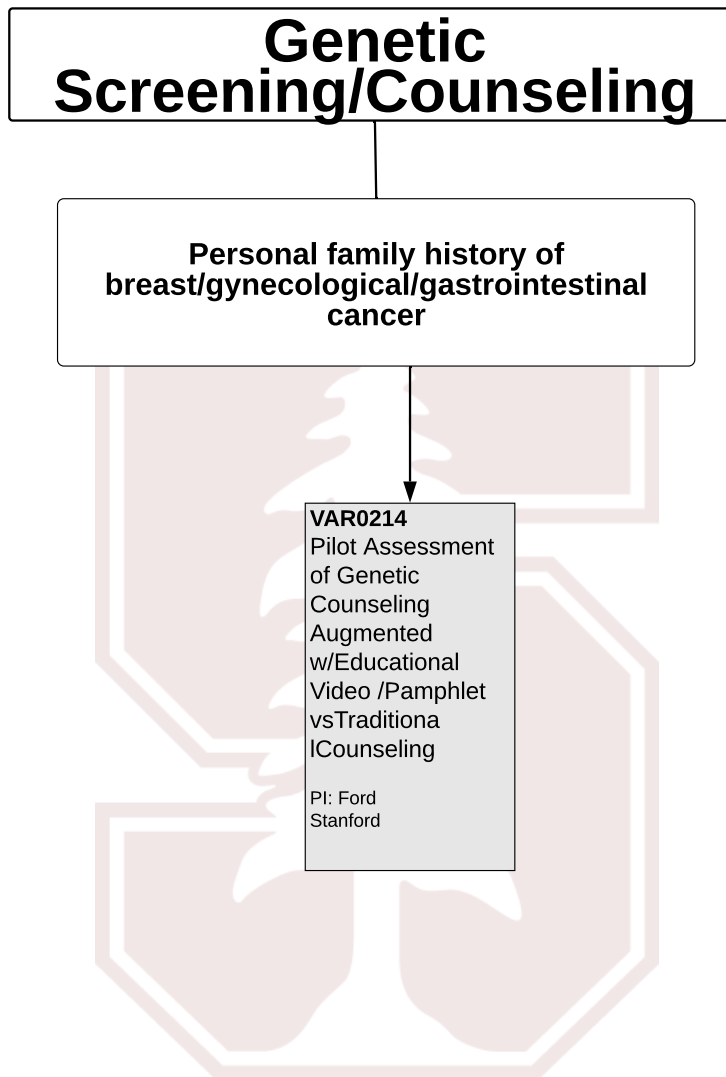 Genetic
Screening/Counseling
Personal family history of
breast/gynecological/gastrointestinal
cancer
VAR0214
Pilot Assessment
of Genetic
Counseling
Augmented
w/Educational
Video /Pamphlet
vsTraditiona
lCounseling
PI: Ford
Stanford